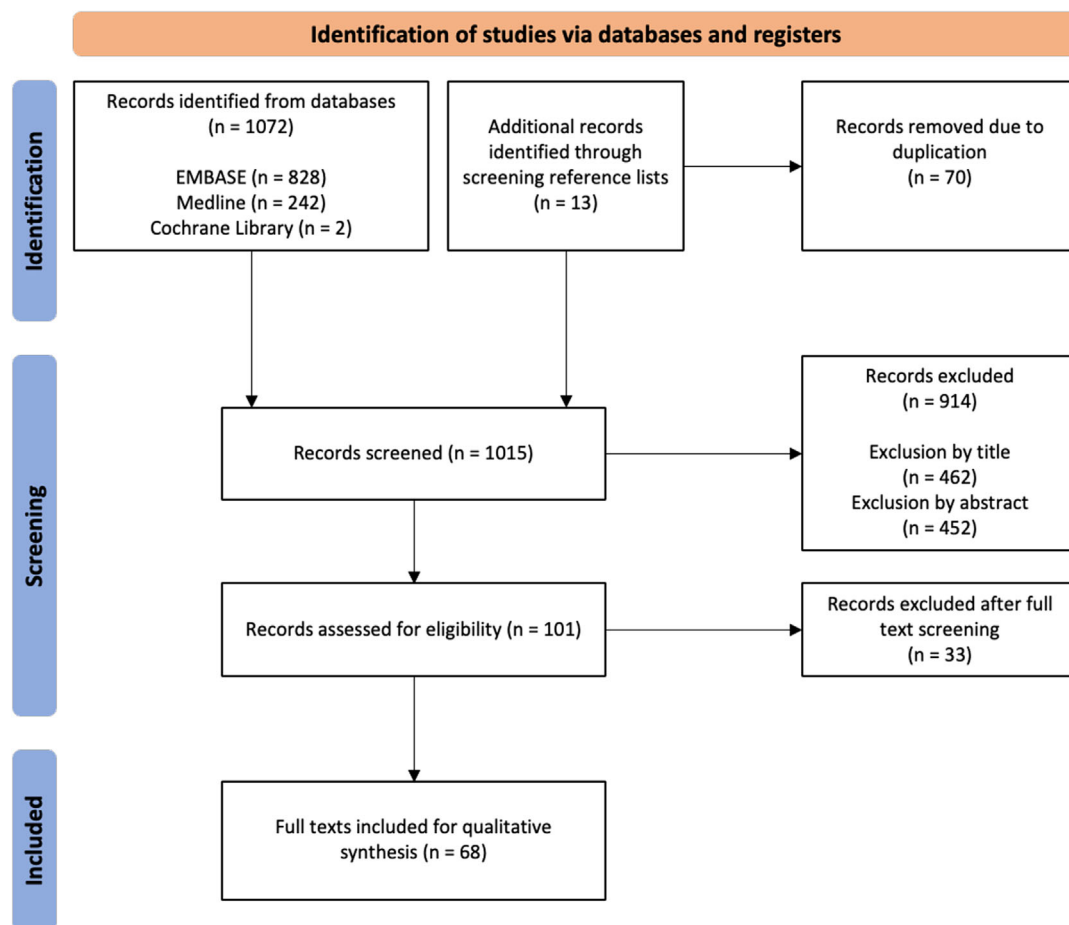 Identification of studies via databases and registers
Identification
Records identified from databases
(n = 1072)
EMBASE (n = 828)
Medline (n = 242)
Cochrane Library (n = 2)
Additional records
identified through
screening reference lists
(n = 13)
Records removed due to
duplication
(n = 70)
Screening
Records screened (n = 1015)
Records excluded
(n = 914)
Exclusion by title
(n = 462)
Exclusion by abstract
(n = 452)
Records assessed for eligibility (n = 101)
Records excluded after full
text screening
(n = 33)
Included
Full texts included for qualitative
synthesis (n = 68)